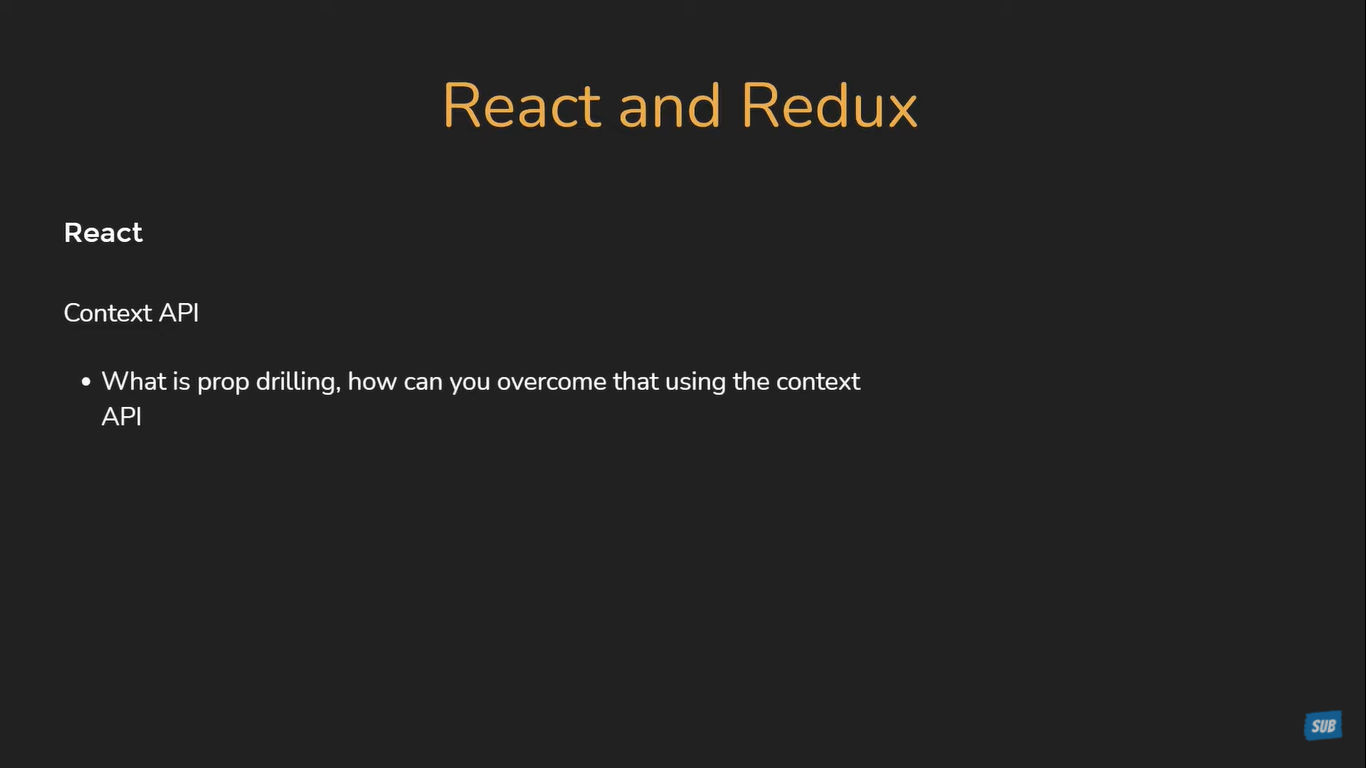 React and Redux
React
Context API
• What is prop drilling, how can you overcome that using the context
API
SUB